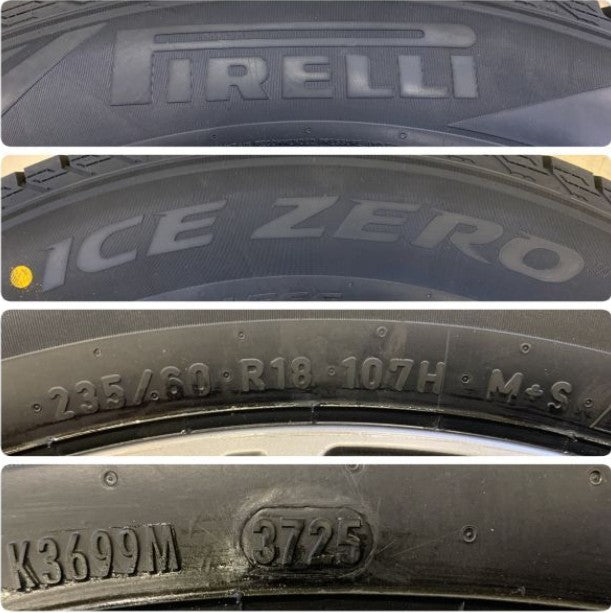 PIRELLI
ICE ZERO
235/60 R18 107H M+S
K3699M 3725